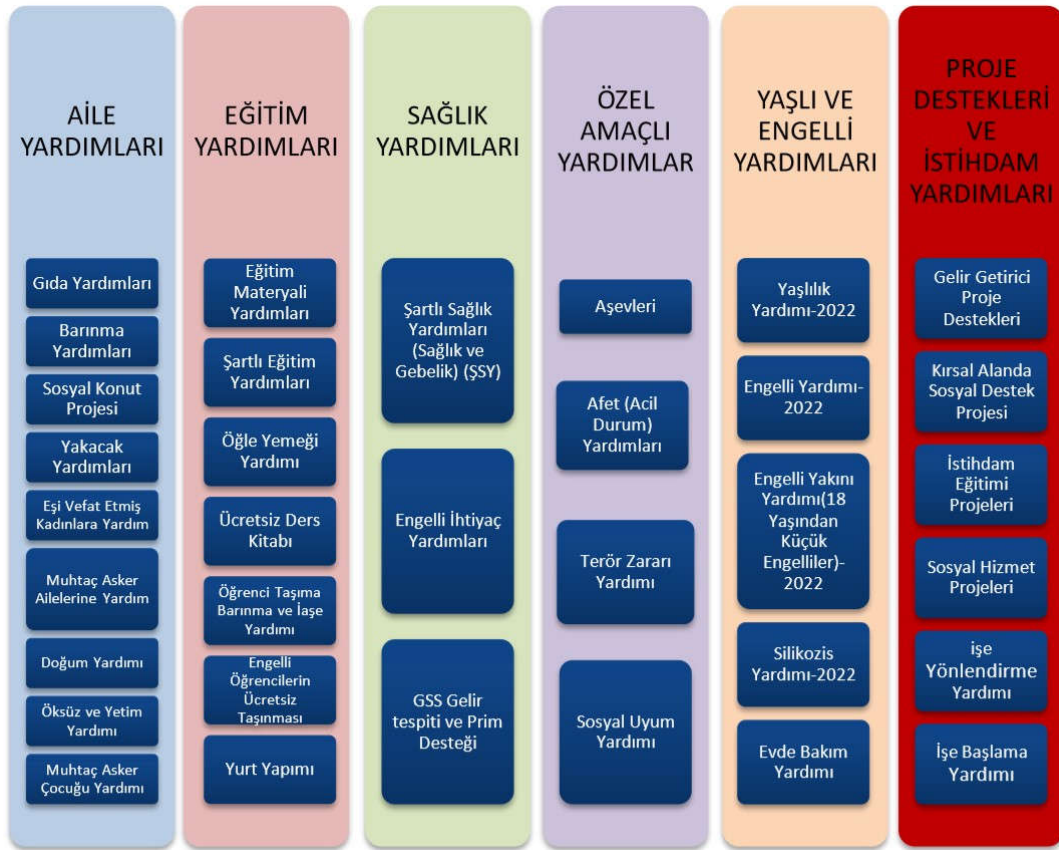 AİLE
YARDIMLARI
Gıda Yardımları
Barınma
Yardımları
Sosyal Konut
Projesi
Yakacak
Yardımları
Eşi Vefat Etmiş
Kadınlara Yardım
Muhtaç Asker
Ailelerine Yardım
Doğum Yardımı
Öksüz ve Yetim
Yardımı
Muhtaç Asker
Çocuğu Yardımı
EĞİTİM
YARDIMLARI
Eğitim
Materyali
Yardımları
Şartlı Eğitim
Yardımları
Öğle Yemeği
Yardımı
Ücretsiz Ders
Kitabı
Öğrenci Taşıma
Barınma ve İaşe
Yardımı
Engelli
Öğrencilerin
Ücretsiz
Taşınması
Yurt Yapımı
SAĞLIK
YARDIMLARI
Şartlı Sağlık
Yardımları
(Sağlık ve
Gebelik) (ŞSY)
Engelli İhtiyaç
Yardımları
GSS Gelir
tespiti ve Prim
Desteği
ÖZEL
AMAÇLI
YARDIMLAR
Aşevleri
Afet (Acil
Durum)
Yardımları
Terör Zararı
Yardımı
Sosyal Uyum
Yardımı
YAŞLI VE
ENGELLİ
YARDIMLARI
Yaşlılık
Yardımı-2022
Engelli Yardımı-
2022
Engelli Yakını
Yardımı(18
Yaşından
Küçük
Engelliler)-
2022
Silikozis
Yardımı-2022
Evde Bakım
Yardımı
PROJE
DESTEKLERİ
VE
İSTİHDAM
YARDIMLARI
Gelir Getirici
Proje
Destekleri
Kırsal Alanda
Sosyal Destek
Projesi
İstihdam
Eğitimi
Projeleri
Sosyal Hizmet
Projeleri
işe
Yönlendirme
Yardımı
İşe Başlama
Yardımı